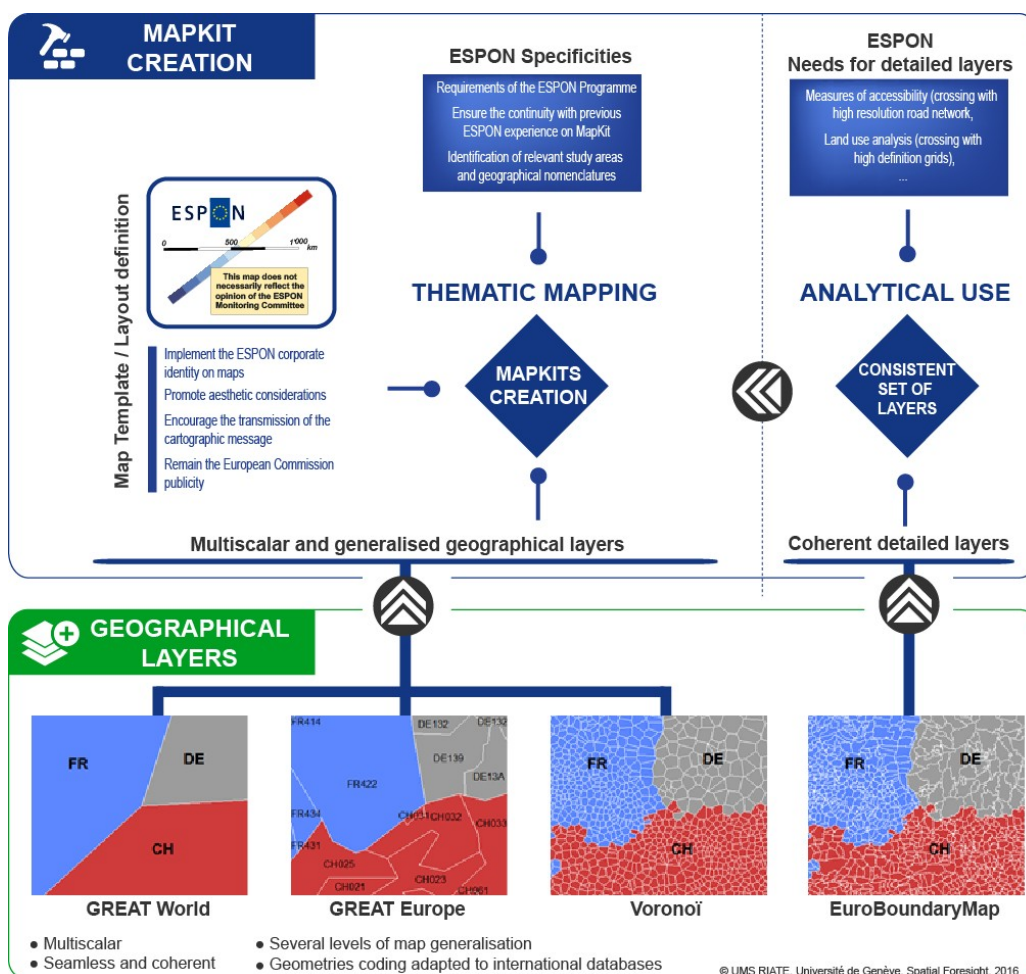 MAPKIT
CREATION
ESPON Specificities
Requirements of the ESPON Programme
Ensure the continuity with previous
ESPON experience on MapKit
Identification of relevant study areas
and geographical nomenclatures
ESPON
Needs for detailed layers
Measures of accessibility (crossing with
high resolution road network,
Land use analysis (crossing with
high definition grids),
...
Map Template / Layout definition
ESPON
0 500 1'000
km
This map does not
necessarily reflect the
opinion of the ESPON
Monitoring Committee
Implement the ESPON corporate
identity on maps
Promote aesthetic considerations
Encourage the transmission of the
cartographic message
Remain the European Commission
publicity
THEMATIC MAPPING
MAPKITS
CREATION
ANALYTICAL USE
CONSISTENT
SET OF
LAYERS
Multiscalar and generalised geographical layers
Coherent detailed layers
GEOGRAPHICAL
LAYERS
FR
DE
CH
GREAT World
FR414
DE132
DE132
DE139
DE13A
FR422
FR434
CH031
CH032
CH033
FR431
CH025
CH023
CH021
CH061
GREAT Europe
FR
DE
CH
Voronoï
FR
DE
CH
EuroBoundaryMap
● Multiscalar
● Seamless and coherent
● Several levels of map generalisation
● Geometries coding adapted to international databases
© UMS RIATE, Université de Genève, Spatial Foresight, 2016